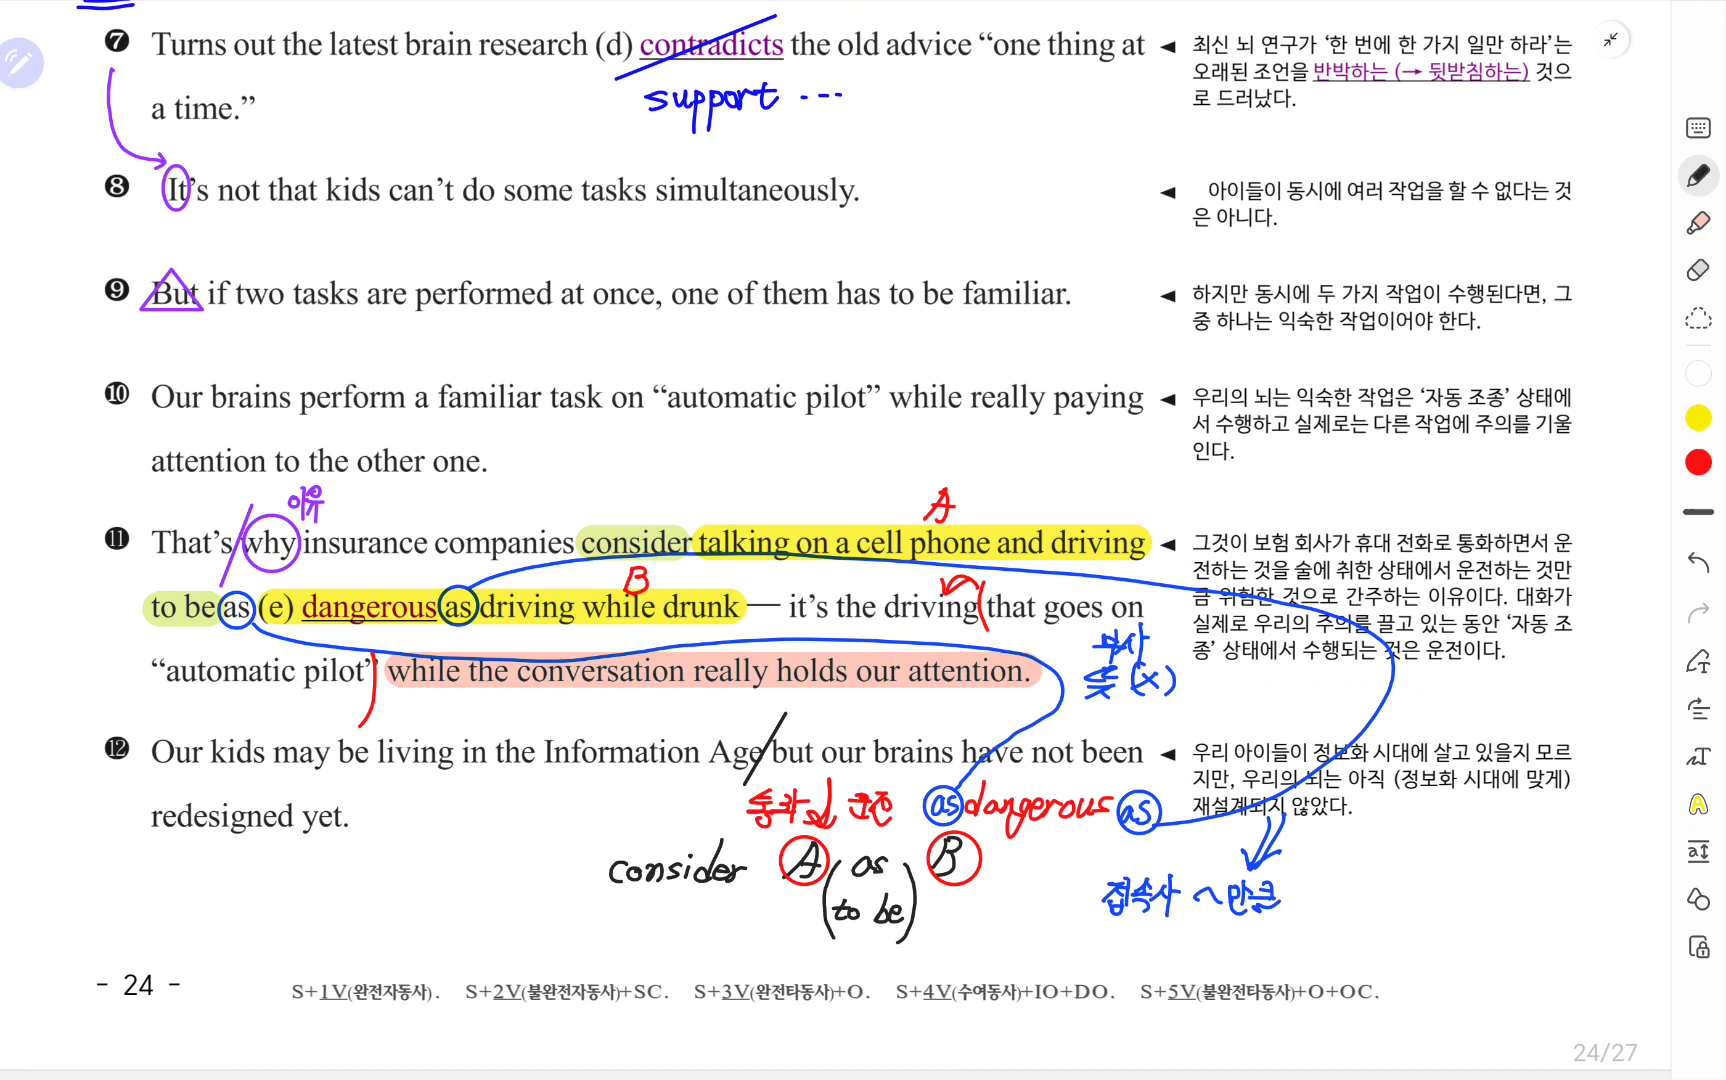 ❼ Turns out the latest brain research (d) contradicts the old advice “one thing at
a time.”
support ---
◄ 최신 뇌 연구가 ‘한 번에 한 가지 일만 하라’는
오래된 조언을 반박하는 (→ 뒷받침하는) 것으
로 드러났다.
❽ It’s not that kids can’t do some tasks simultaneously.
◄ 아이들이 동시에 여러 작업을 할 수 없다는 것
은 아니다.
❾ But if two tasks are performed at once, one of them has to be familiar.
◄ 하지만 동시에 두 가지 작업이 수행된다면, 그
중 하나는 익숙한 작업이어야 한다.
❿ Our brains perform a familiar task on “automatic pilot” while really paying
attention to the other one.
◄ 우리의 뇌는 익숙한 작업은 ‘자동 조종’ 상태에
서 수행하고 실제로는 다른 작업에 주의를 기울
인다.
이유
A
⓫ That’s why insurance companies consider talking on a cell phone and driving
B
to be as (e) dangerous as driving while drunk — it’s the driving that goes on
“automatic pilot” while the conversation really holds our attention.
◄ 그것이 보험 회사가 휴대 전화로 통화하면서 운
전하는 것을 술에 취한 상태에서 운전하는 것만
큼 위험한 것으로 간주하는 이유이다. 대화가
실제로 우리의 주의를 끌고 있는 동안 ‘자동 조
종’ 상태에서 수행되는 것은 운전이다.
부사
뜻 (x)
⓬ Our kids may be living in the Information Age but our brains have not been
redesigned yet.
◄ 우리 아이들이 정보화 시대에 살고 있을지 모르
지만, 우리의 뇌는 아직 (정보화 시대에 맞게)
재설계되지 않았다.
as dangerous as
consider A as B
(to be)
접속사 ~만큼
- 24 -
S+1V(완전자동사). S+2V(불완전자동사)+SC. S+3V(완전타동사)+O. S+4V(수여동사)+IO+DO. S+5V(불완전타동사)+O+OC.
24/27